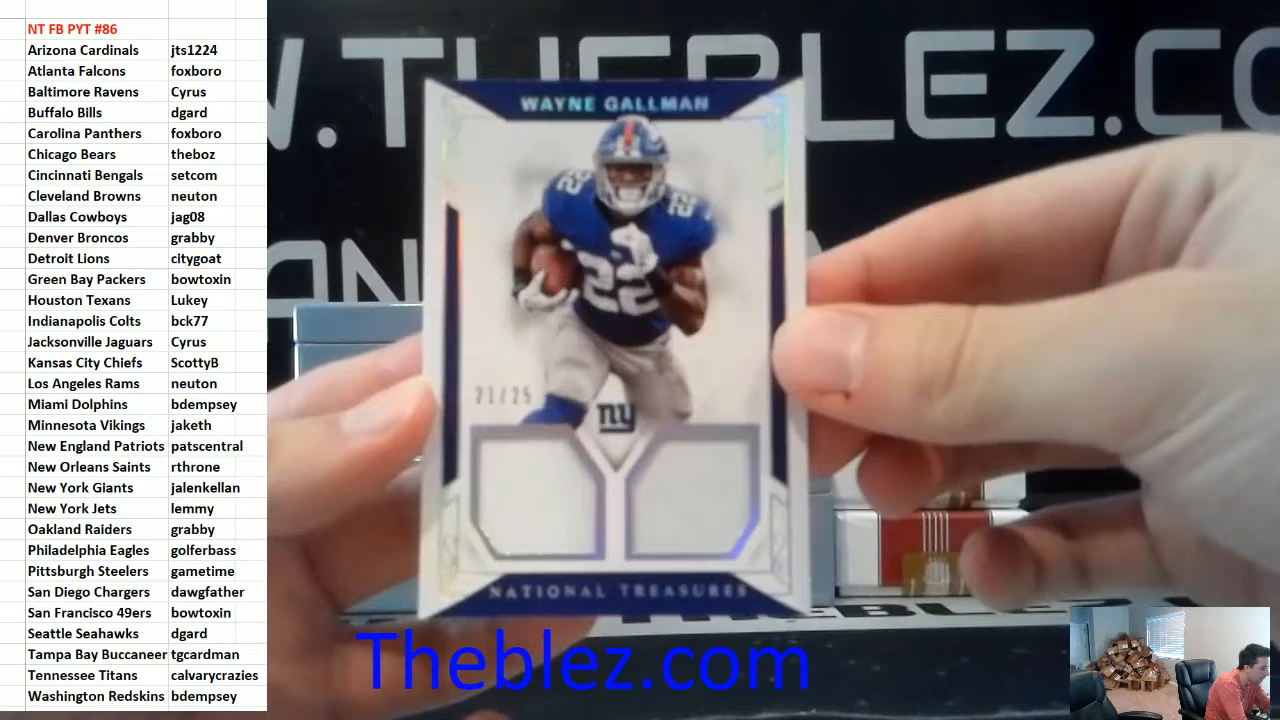 NT FB PYT #86
Arizona Cardinals jts1224
Atlanta Falcons foxboro
Baltimore Ravens Cyrus
Buffalo Bills dgard
Carolina Panthers foxboro
Chicago Bears theboz
Cincinnati Bengals setcom
Cleveland Browns neuton
Dallas Cowboys jag08
Denver Broncos grabby
Detroit Lions citygoat
Green Bay Packers bowtoxin
Houston Texans Lukey
Indianapolis Colts bck77
Jacksonville Jaguars Cyrus
Kansas City Chiefs ScottyB
Los Angeles Rams neuton
Miami Dolphins bdempsey
Minnesota Vikings jaketh
New England Patriots patscentral
New Orleans Saints rthrone
New York Giants jalenkellan
New York Jets lemmy
Oakland Raiders grabby
Philadelphia Eagles golferbass
Pittsburgh Steelers gametime
San Diego Chargers dawgfather
San Francisco 49ers bowtoxin
Seattle Seahawks dgard
Tampa Bay Buccaneer tgcardman
Tennessee Titans calvarycrazies
Washington Redskins bdempsey
W.THEBLEZ.CO
WAYNE GALLMAN
22
22
22
21/25
ny
NATIONAL TREASURES
Theblez.com